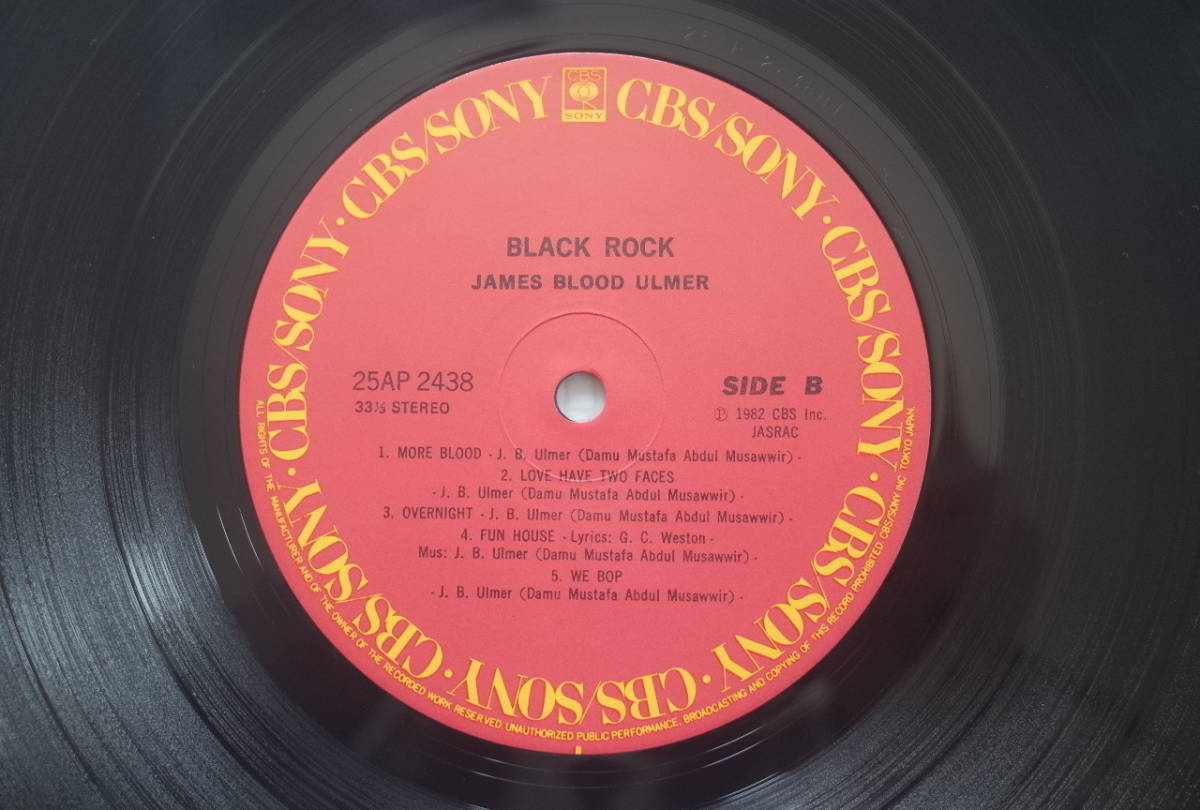 CBS/SONY · CBS/SONY · CBS/SONY · CBS/SONY · CBS/SONY · CBS/SONY · CBS/SONY · CBS/SONY · CBS/SONY
CBS
SONY
BLACK ROCK
JAMES BLOOD ULMER
25AP 2438
33⅓ STEREO
SIDE B
Ⓟ 1982 CBS Inc.
JASRAC
1. MORE BLOOD - J. B. Ulmer (Damu Mustafa Abdul Musawwir) -
2. LOVE HAVE TWO FACES
- J. B. Ulmer (Damu Mustafa Abdul Musawwir) -
3. OVERNIGHT - J. B. Ulmer (Damu Mustafa Abdul Musawwir) -
4. FUN HOUSE - Lyrics: G. C. Weston -
Mus: J. B. Ulmer (Damu Mustafa Abdul Musawwir) -
5. WE BOP
- J. B. Ulmer (Damu Mustafa Abdul Musawwir) -
ALL RIGHTS OF THE MANUFACTURER AND OF THE OWNER OF THE RECORDED WORK RESERVED. UNAUTHORIZED PUBLIC PERFORMANCE, BROADCASTING AND COPYING OF THIS RECORD PROHIBITED CBS/SONY INC. TOKYO JAPAN.